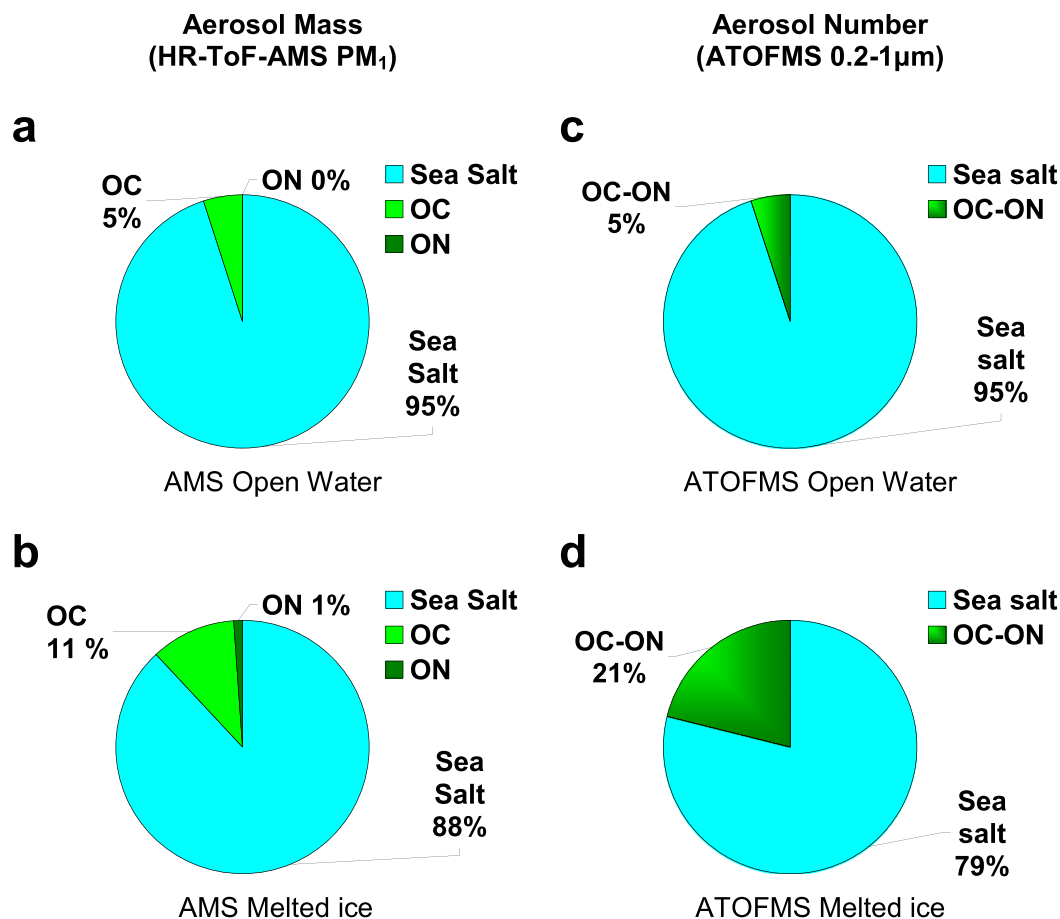 Aerosol Mass
(HR-ToF-AMS PM₁)
Aerosol Number
(ATOFMS 0.2-1µm)
a
OC
5%
ON 0%
Sea Salt
OC
ON
Sea
Salt
95%
AMS Open Water
c
OC-ON
5%
Sea salt
OC-ON
Sea
salt
95%
ATOFMS Open Water
b
OC
11 %
ON 1%
Sea Salt
OC
ON
Sea
Salt
88%
AMS Melted ice
d
OC-ON
21%
Sea salt
OC-ON
Sea
salt
79%
ATOFMS Melted ice